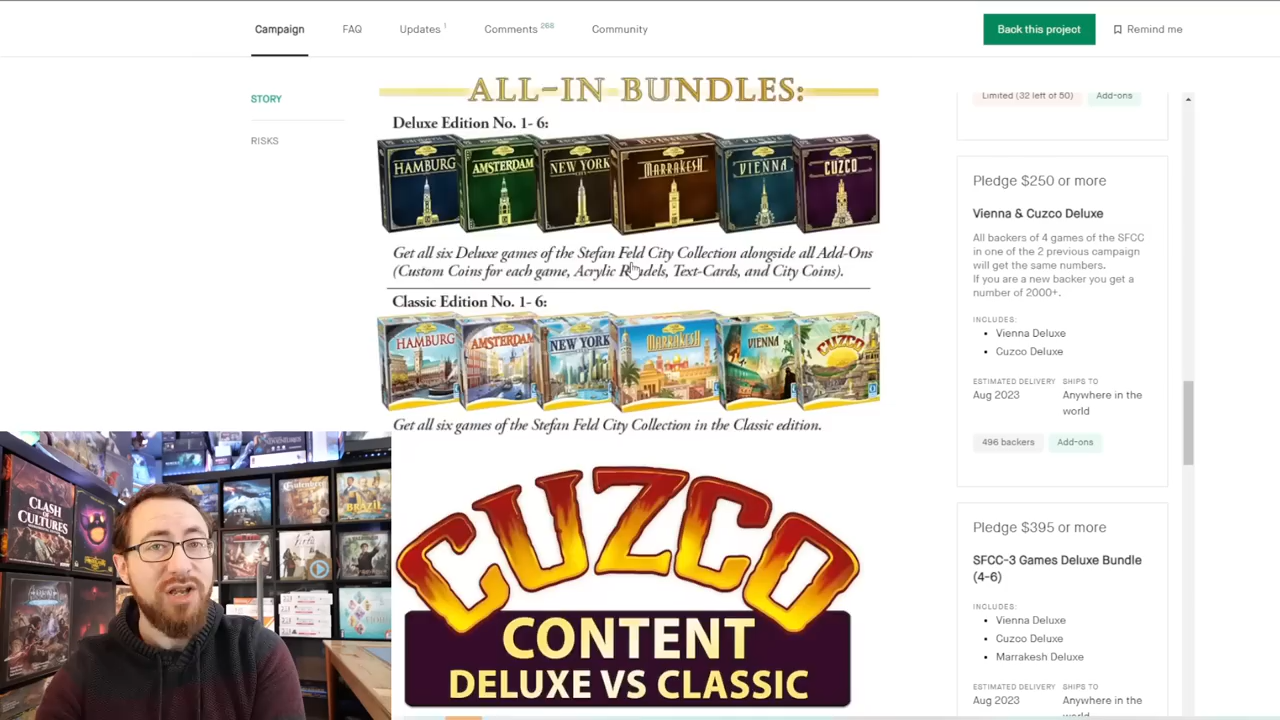 Campaign
FAQ
Updates 1
Comments 268
Community
Back this project
Remind me
STORY
RISKS
ALL-IN BUNDLES:
Deluxe Edition No. 1- 6:
HAMBURG
AMSTERDAM
NEW YORK
MARRAKESH
VIENNA
CUZCO
Get all six Deluxe games of the Stefan Feld City Collection alongside all Add-Ons
(Custom Coins for each game, Acrylic Roundels, Text-Cards, and City Coins).
Classic Edition No. 1- 6:
HAMBURG
AMSTERDAM
NEW YORK
MARRAKESH
VIENNA
CUZCO
Get all six games of the Stefan Feld City Collection in the Classic edition.
CUZCO
CONTENT
DELUXE VS CLASSIC
Limited (32 left of 50)
Add-ons
Pledge $250 or more
Vienna & Cuzco Deluxe
All backers of 4 games of the SFCC
in one of the 2 previous campaign
will get the same numbers.
If you are a new backer you get a
number of 2000+.
INCLUDES:
Vienna Deluxe
Cuzco Deluxe
ESTIMATED DELIVERY
Aug 2023
SHIPS TO
Anywhere in the
world
496 backers
Add-ons
Pledge $395 or more
SFCC-3 Games Deluxe Bundle
(4-6)
INCLUDES:
Vienna Deluxe
Cuzco Deluxe
Marrakesh Deluxe
ESTIMATED DELIVERY
Aug 2023
SHIPS TO
Anywhere in the
world
CLASH OF
CULTURES
Gutenberg
BRAZIL